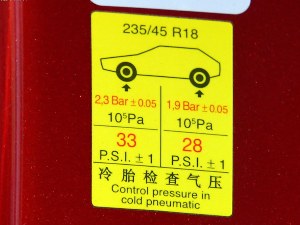 235/45 R18
2,3 Bar ± 0.05 1,9 Bar ± 0.05
10⁵Pa 10⁵Pa
33 28
P.S.I. ± 1 P.S.I. ± 1
冷胎检查气压
Control pressure in
cold pneumatic